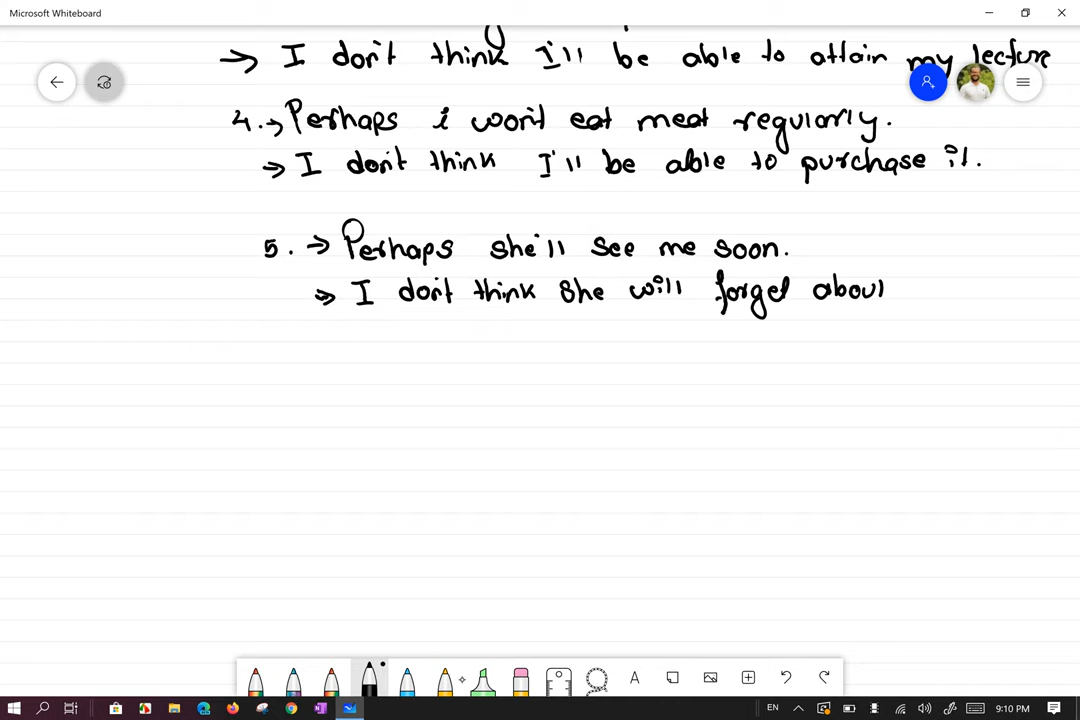 Microsoft Whiteboard
→ I don't think I'll be able to attain my lecture
4.→ Perhaps i won't eat meat regularly.
→ I don't think I'll be able to purchase it.
5. → Perhaps she'll see me soon.
→ I don't think she will forget about
A
EN 9:10 PM